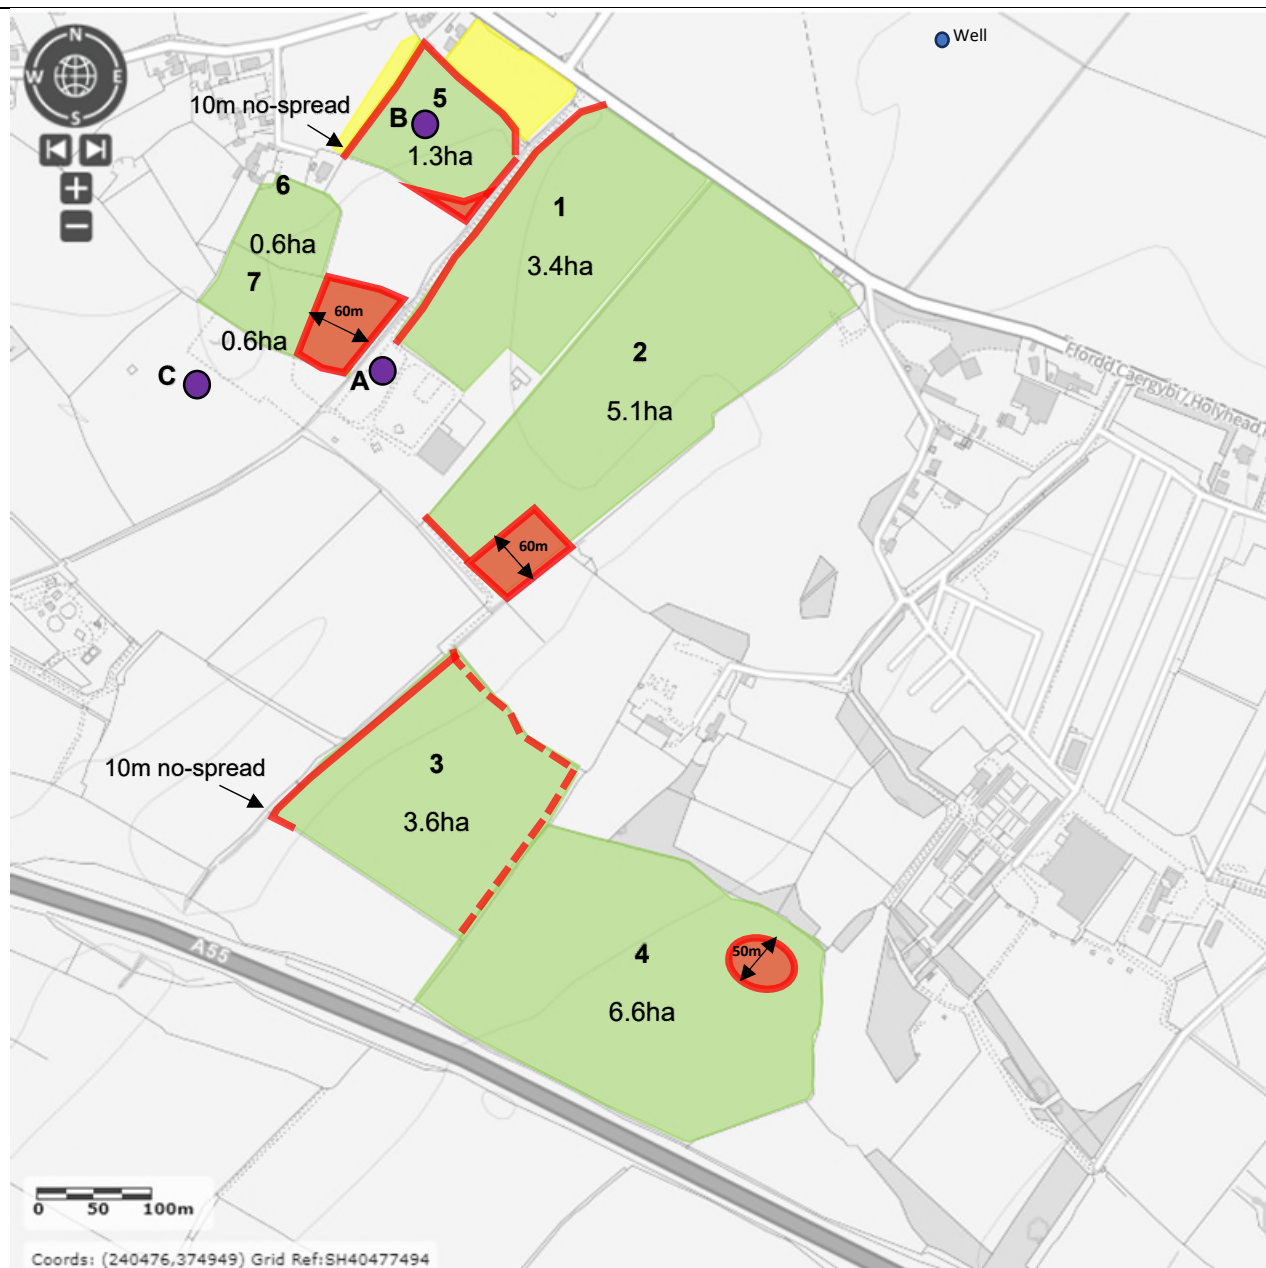 N
W
E
S
Well
10m no-spread
5
B
1.3ha
6
0.6ha
7
0.6ha
60m
1
3.4ha
2
5.1ha
C
A
Ffordd Caergybi / Holyhead
60m
3
10m no-spread
3.6ha
4
50m
6.6ha
A55
0 50 100m
Coords: (240476,374949) Grid Ref:SH40477494